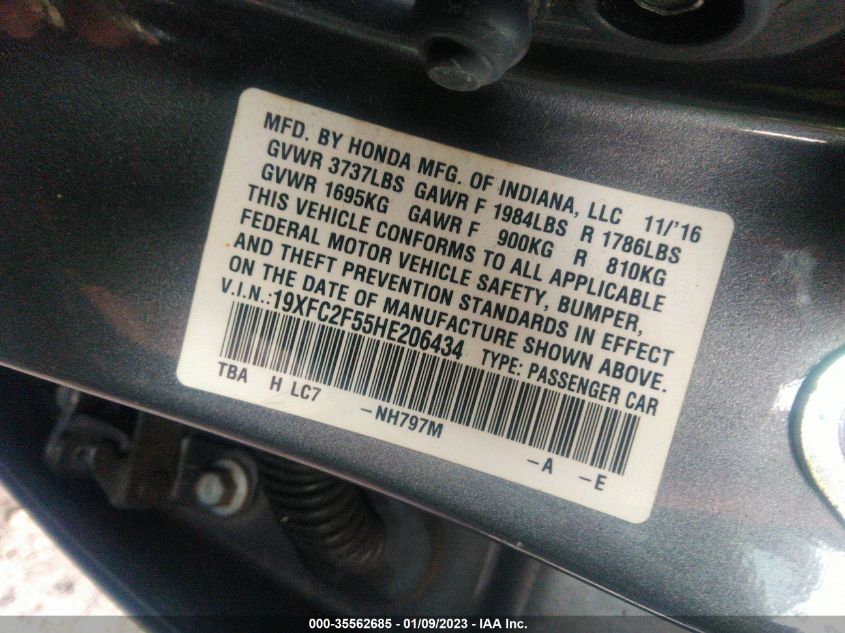 MFD. BY HONDA MFG. OF INDIANA, LLC 11/'16
GVWR 3737LBS GAWR F 1984LBS R 1786LBS
GVWR 1695KG GAWR F 900KG R 810KG
THIS VEHICLE CONFORMS TO ALL APPLICABLE
FEDERAL MOTOR VEHICLE SAFETY, BUMPER,
AND THEFT PREVENTION STANDARDS IN EFFECT
ON THE DATE OF MANUFACTURE SHOWN ABOVE.
V.I.N.:19XFC2F55HE206434 TYPE: PASSENGER CAR
TBA H LC7 -NH797M -A -E
000-35562685 - 01/09/2023 - IAA Inc.